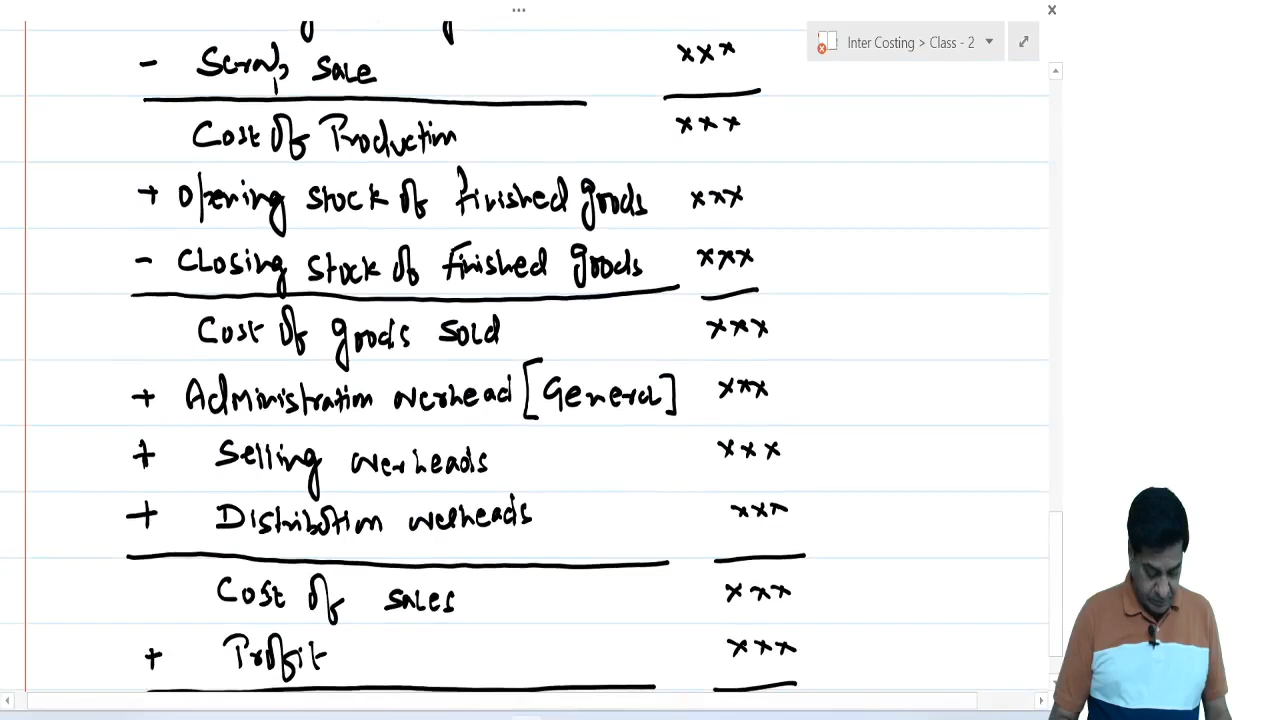 ...
Inter Costing > Class - 2
- Scrap sale xxx
Cost of Production xxx
+ Opening stock of finished goods xxx
- Closing stock of finished goods xxx
Cost of goods sold xxx
+ Administration overhead [General] xxx
+ Selling overheads xxx
+ Distribution overheads xxx
Cost of sales xxx
+ Profit xxx